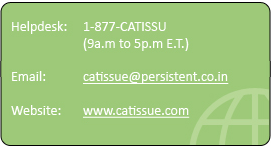 Helpdesk: 1-877-CATISSU
(9a.m to 5p.m E.T.)
Email: catissue@persistent.co.in
Website: www.catissue.com